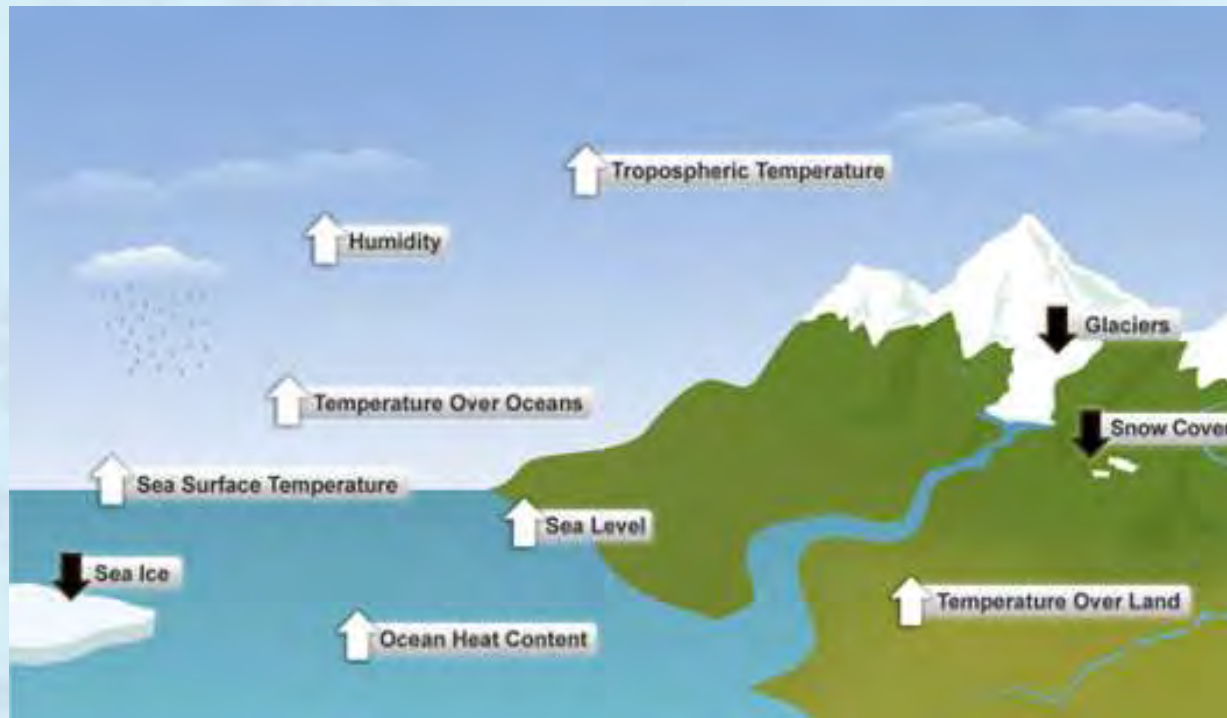 Tropospheric Temperature
Humidity
Glaciers
Temperature Over Oceans
Snow Cover
Sea Surface Temperature
Sea Level
Sea Ice
Temperature Over Land
Ocean Heat Content